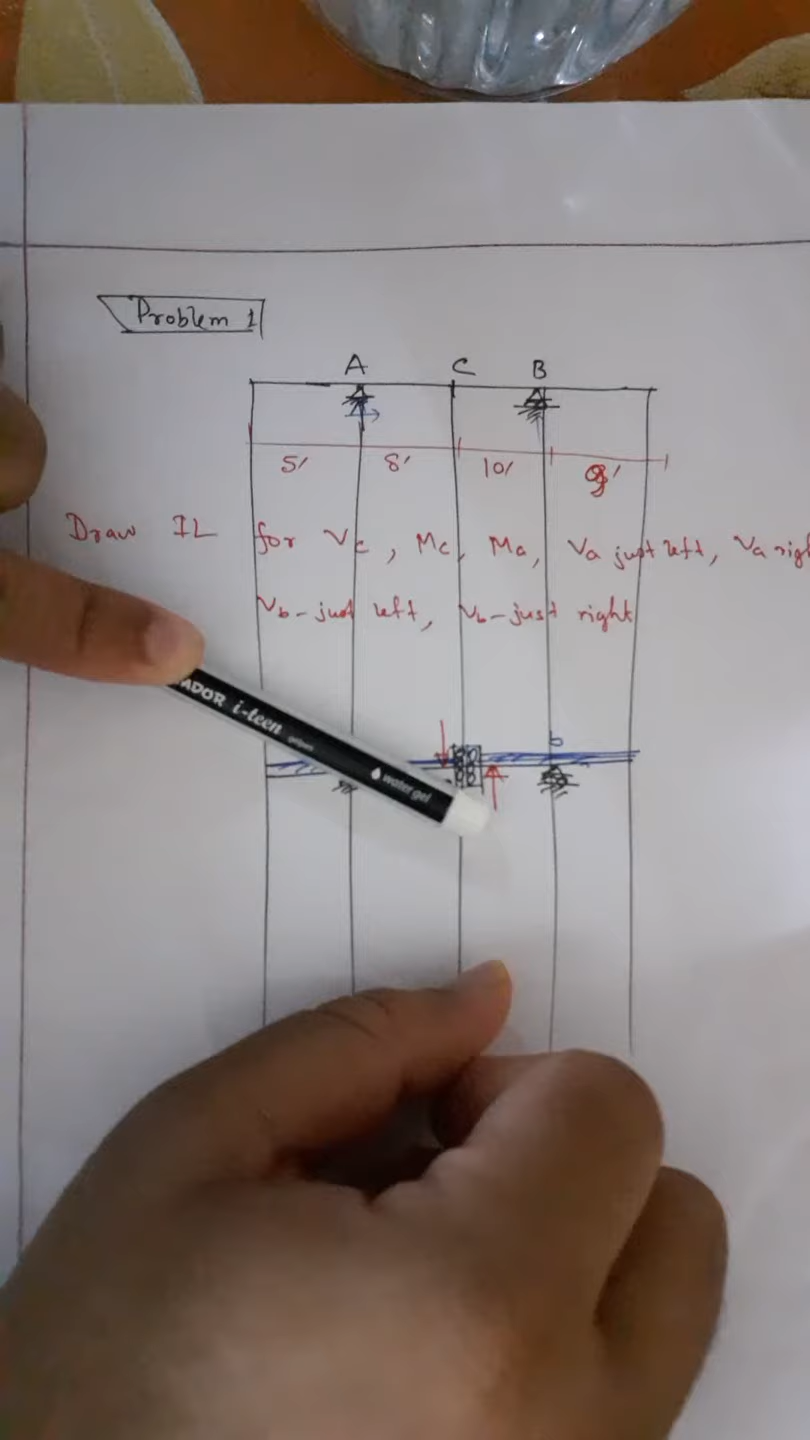 Problem 1
A C B
5' 8' 10' 9'
Draw IL for Vc, Mc, Ma, Va just left, Va righ
Vb-just left, Vb-just right
b
ADOR i-teen
water gel